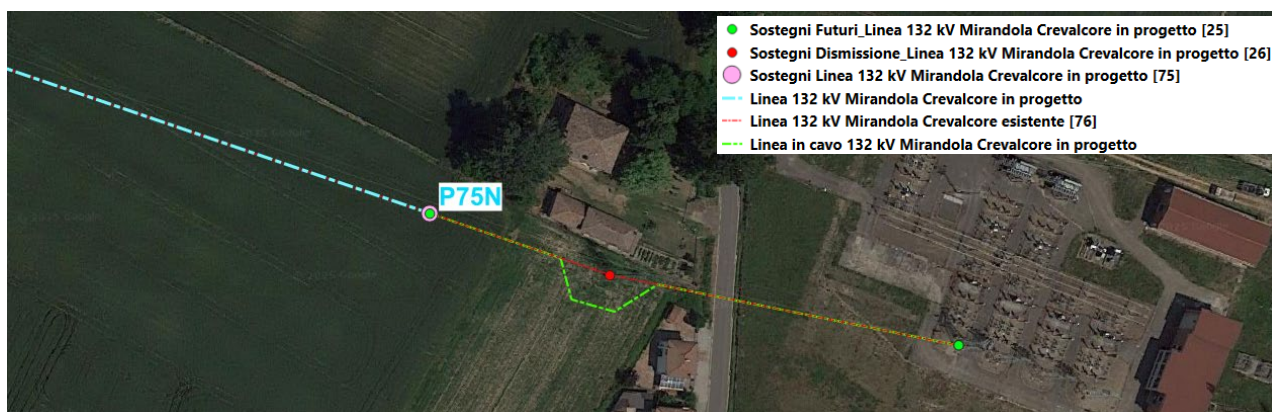 Sostegni Futuri_Linea 132 kV Mirandola Crevalcore in progetto [25]
Sostegni Dismissione_Linea 132 kV Mirandola Crevalcore in progetto [26]
Sostegni Linea 132 kV Mirandola Crevalcore in progetto [75]
Linea 132 kV Mirandola Crevalcore in progetto
Linea 132 kV Mirandola Crevalcore esistente [76]
Linea in cavo 132 kV Mirandola Crevalcore in progetto
P75N